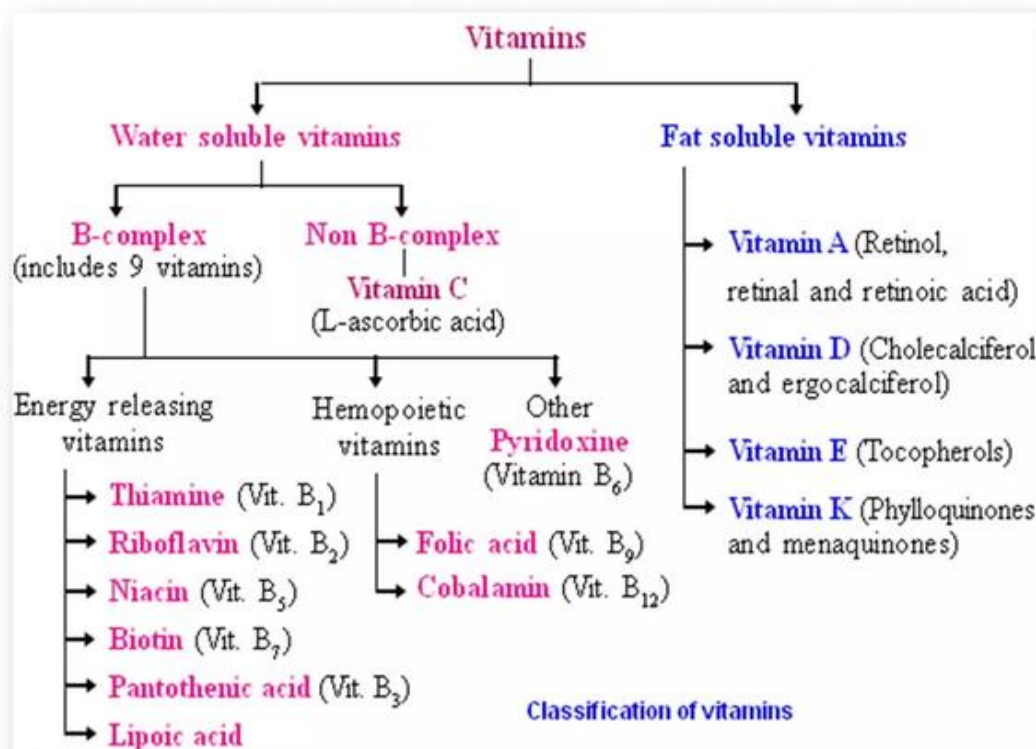 Vitamins
Water soluble vitamins
Fat soluble vitamins
B-complex
(includes 9 vitamins)
Non B-complex
Vitamin C
(L-ascorbic acid)
Energy releasing
vitamins
Thiamine (Vit. B₁)
Riboflavin (Vit. B₂)
Niacin (Vit. B₅)
Biotin (Vit. B₇)
Pantothenic acid (Vit. B₃)
Lipoic acid
Hemopoietic
vitamins
Folic acid (Vit. B₉)
Cobalamin (Vit. B₁₂)
Other
Pyridoxine
(Vitamin B₆)
Vitamin A (Retinol,
retinal and retinoic acid)
Vitamin D (Cholecalciferol
and ergocalciferol)
Vitamin E (Tocopherols)
Vitamin K (Phylloquinones
and menaquinones)
Classification of vitamins